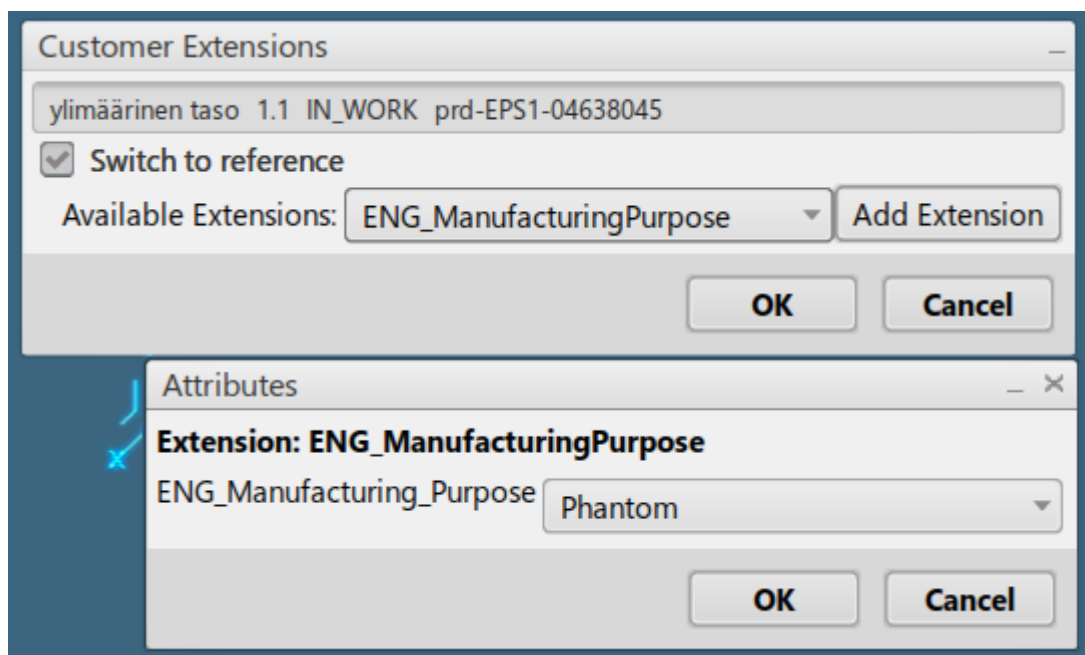 Customer Extensions
ylimäärinen taso 1.1 IN_WORK prd-EPS1-04638045
Switch to reference
Available Extensions: ENG_ManufacturingPurpose Add Extension
OK Cancel
Attributes
x
Extension: ENG_ManufacturingPurpose
ENG_Manufacturing_Purpose Phantom
OK Cancel